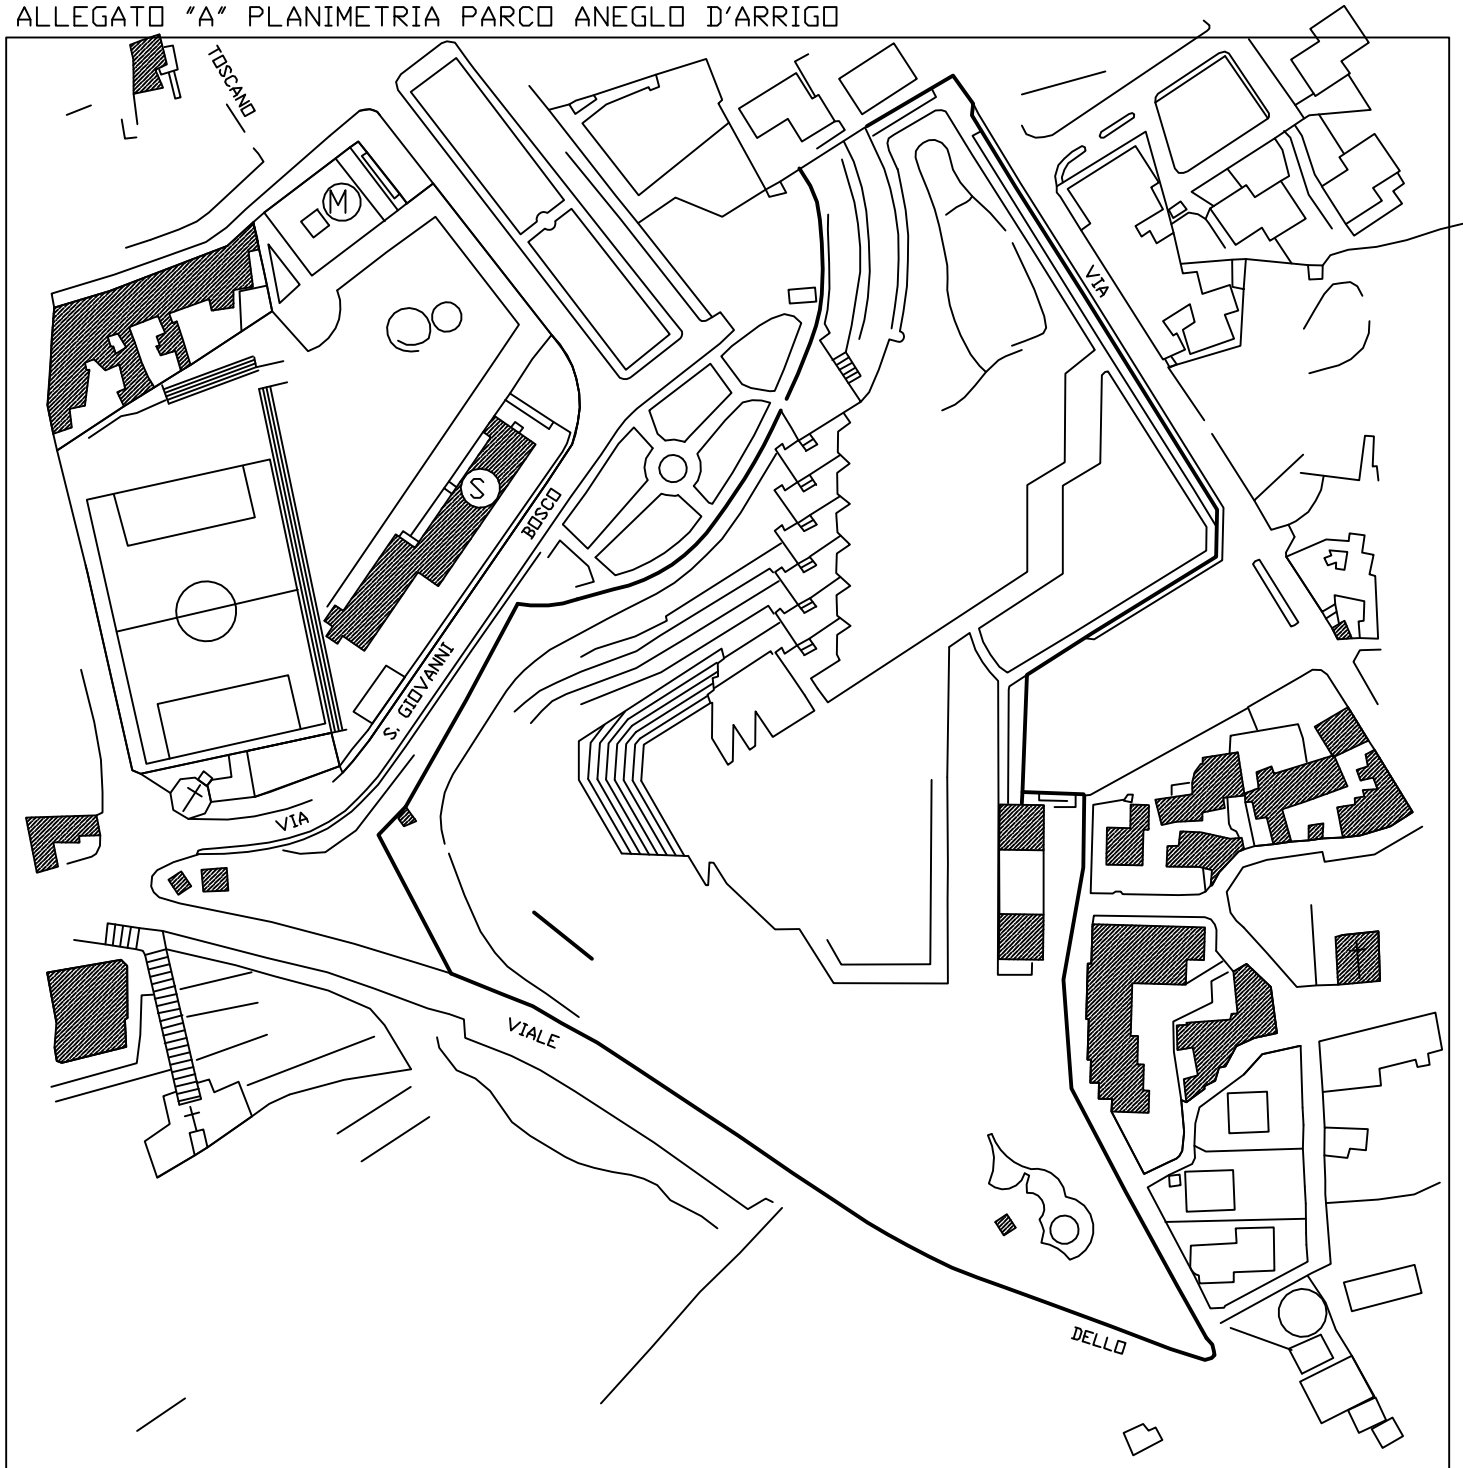 ALLEGATO "A" PLANIMETRIA PARCO ANEGLO D'ARRIGO
TOSCANO
M
VIA
S
BOSCO
S. GIOVANNI
VIA
VIALE
DELLO